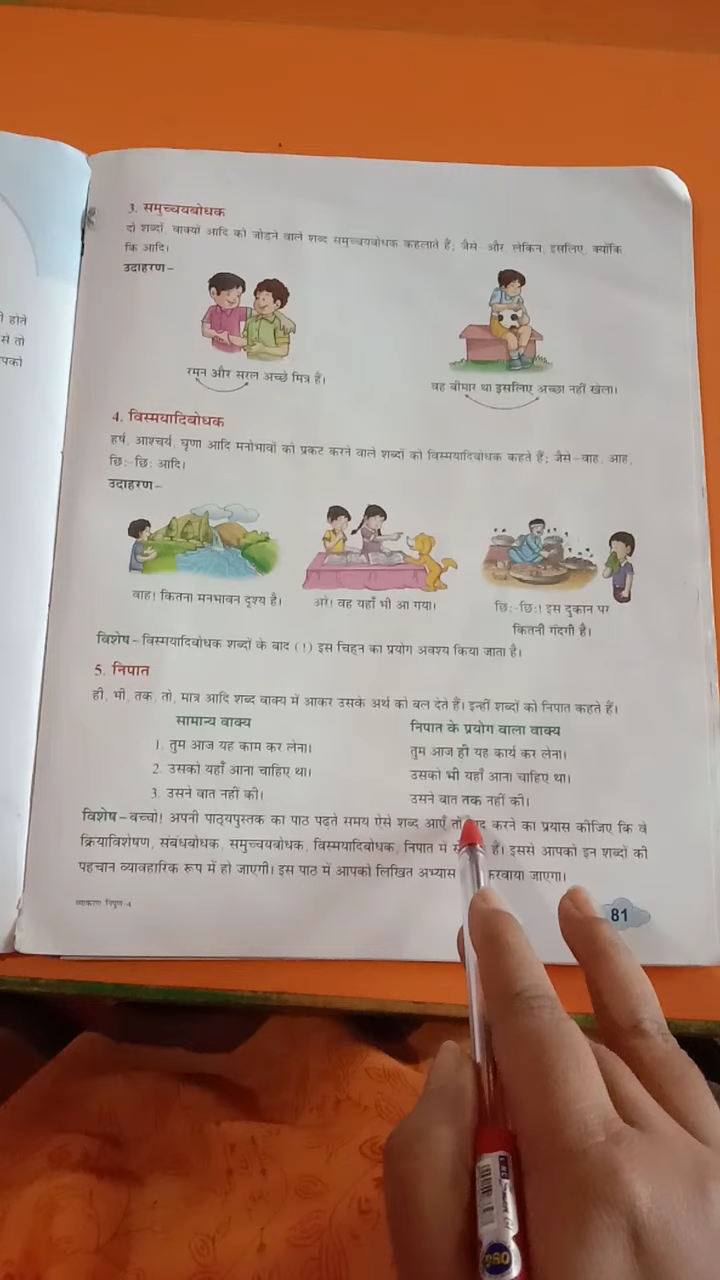 ी होते
से तो
पको
3. समुच्चयबोधक
दो शब्दों, वाक्यों आदि को जोड़ने वाले शब्द समुच्चयबोधक कहलाते हैं; जैसे-और, लेकिन, इसलिए, क्योंकि
कि आदि।
उदाहरण–
रमन और सरल अच्छे मित्र हैं।
वह बीमार था इसलिए अच्छा नहीं खेला।
4. विस्मयादिबोधक
हर्ष, आश्चर्य, घृणा आदि मनोभावों को प्रकट करने वाले शब्दों को विस्मयादिबोधक कहते हैं; जैसे-वाह, आह,
छि:-छि: आदि।
उदाहरण–
वाह! कितना मनभावन दृश्य है।
अरे! वह यहाँ भी आ गया।
छि:-छि:! इस दुकान पर
कितनी गंदगी है।
विशेष–विस्मयादिबोधक शब्दों के बाद (!) इस चिह्न का प्रयोग अवश्य किया जाता है।
5. निपात
ही, भी, तक, तो, मात्र आदि शब्द वाक्य में आकर उसके अर्थ को बल देते हैं। इन्हीं शब्दों को निपात कहते हैं।
सामान्य वाक्य
निपात के प्रयोग वाला वाक्य
1. तुम आज यह काम कर लेना।
तुम आज ही यह कार्य कर लेना।
2. उसको यहाँ आना चाहिए था।
उसको भी यहाँ आना चाहिए था।
3. उसने बात नहीं की।
उसने बात तक नहीं की।
विशेष–बच्चो! अपनी पाठ्यपुस्तक का पाठ पढ़ते समय ऐसे शब्द आएँ तो करने का प्रयास कीजिए कि वे
क्रियाविशेषण, संबंधबोधक, समुच्चयबोधक, विस्मयादिबोधक, निपात में हैं। इससे आपको इन शब्दों की
पहचान व्यावहारिक रूप में हो जाएगी। इस पाठ में आपको लिखित अभ्यास करवाया जाएगा।
व्याकरण निपुण-4
81